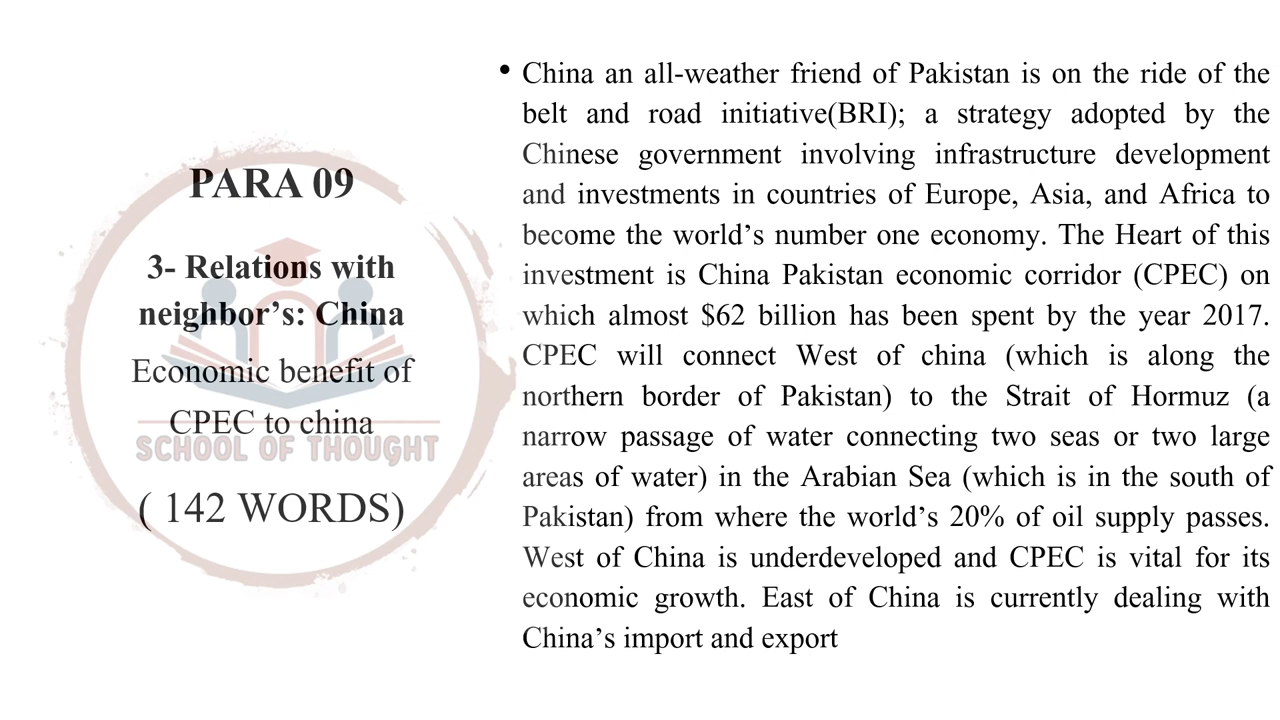 PARA 09
3- Relations with
neighbor’s: China
Economic benefit of
CPEC to china
SCHOOL OF THOUGHT
( 142 WORDS)
• China an all-weather friend of Pakistan is on the ride of the
belt and road initiative(BRI); a strategy adopted by the
Chinese government involving infrastructure development
and investments in countries of Europe, Asia, and Africa to
become the world’s number one economy. The Heart of this
investment is China Pakistan economic corridor (CPEC) on
which almost $62 billion has been spent by the year 2017.
CPEC will connect West of china (which is along the
northern border of Pakistan) to the Strait of Hormuz (a
narrow passage of water connecting two seas or two large
areas of water) in the Arabian Sea (which is in the south of
Pakistan) from where the world’s 20% of oil supply passes.
West of China is underdeveloped and CPEC is vital for its
economic growth. East of China is currently dealing with
China’s import and export